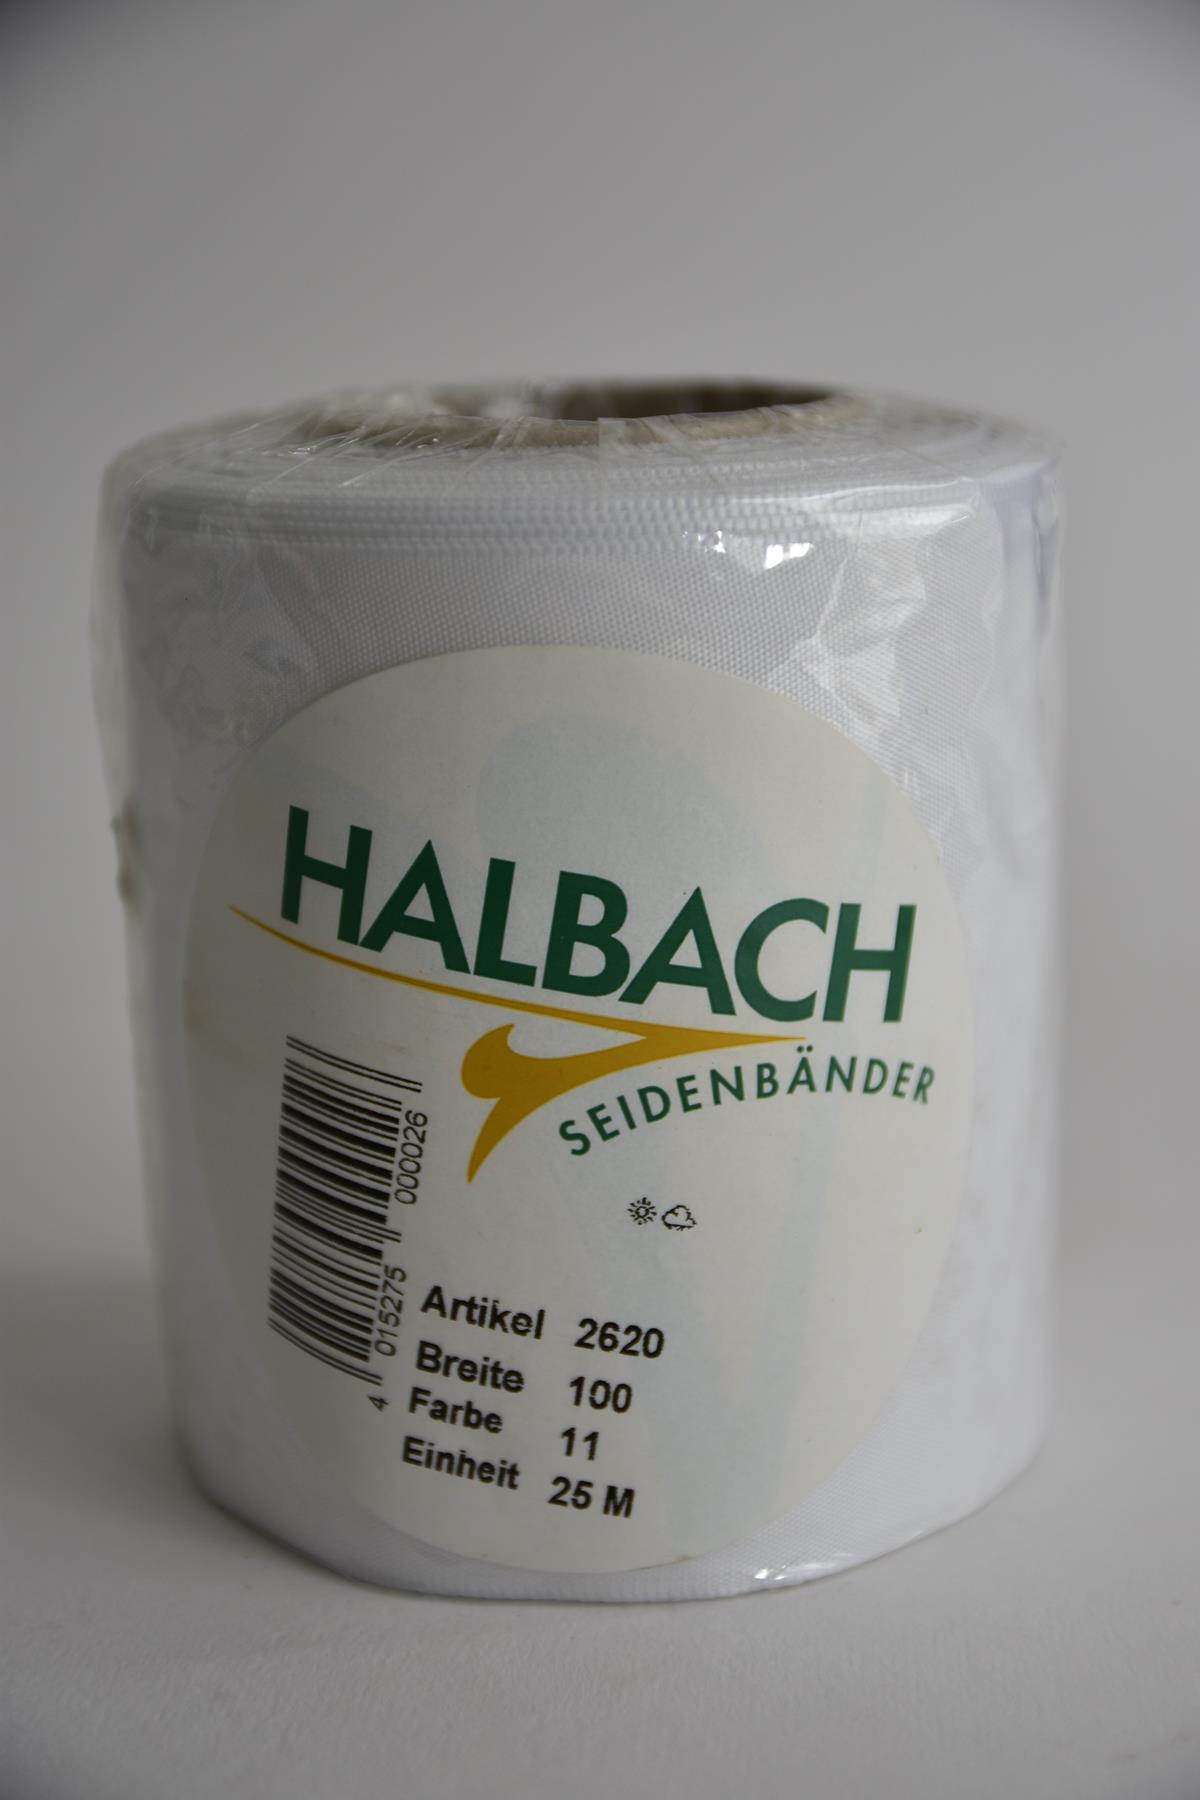 HALBACH
SEIDENBÄNDER
4 015275 000026
Artikel 2620
Breite 100
Farbe 11
Einheit 25 M